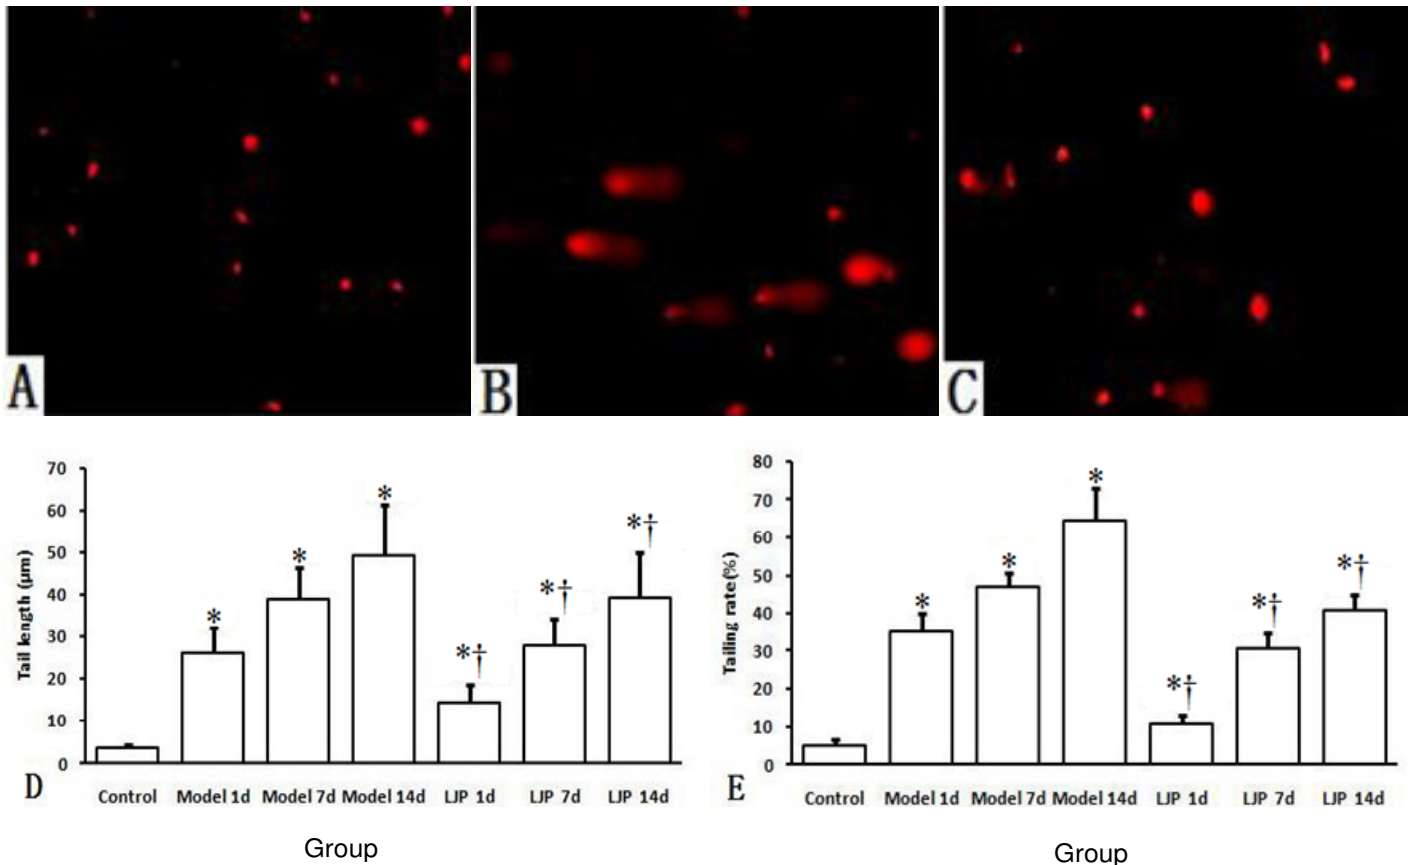 A
B
C
70
60
50
40
30
20
10
0
Tail length (μm)
*
*
*
*†
*†
*†
Control Model 1d Model 7d Model 14d LJP 1d LJP 7d LJP 14d
D
Group
80
70
60
50
40
30
20
10
0
Tailing rate(%)
*
*
*
*†
*†
*†
Control Model 1d Model 7d Model 14d LJP 1d LJP 7d LJP 14d
E
Group